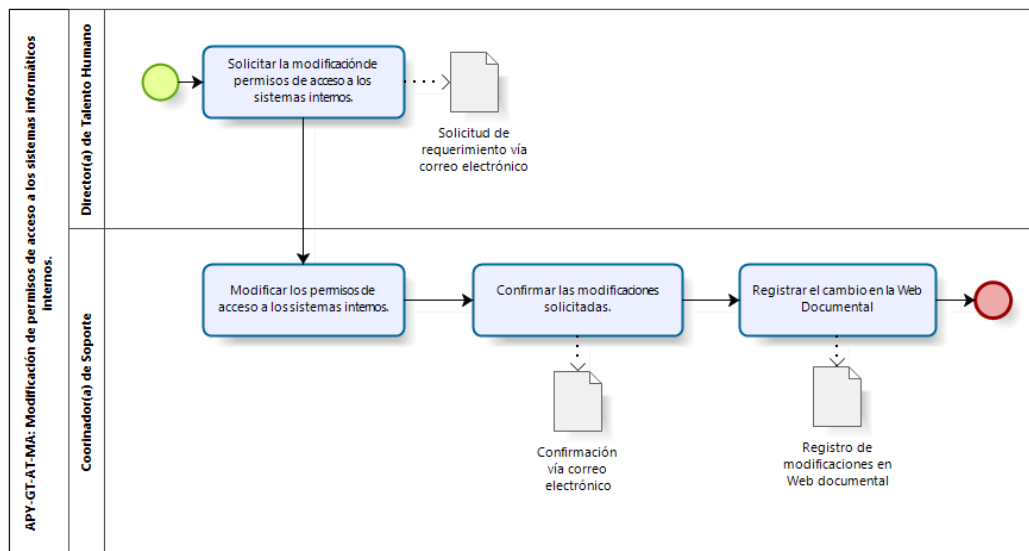 APY-GT-AT-MA: Modificación de permisos de acceso a los sistemas informáticos
internos.
Director(a) de Talento Humano
Solicitar la modificación de
permisos de acceso a los
sistemas internos.
Solicitud de
requerimiento vía
correo electrónico
Coorinador(a) de Soporte
Modificar los permisos de
acceso a los sistemas internos.
Confirmar las modificaciones
solicitadas.
Registrar el cambio en la Web
Documental
Confirmación
vía correo
electrónico
Registro de
modificaciones en
Web documental